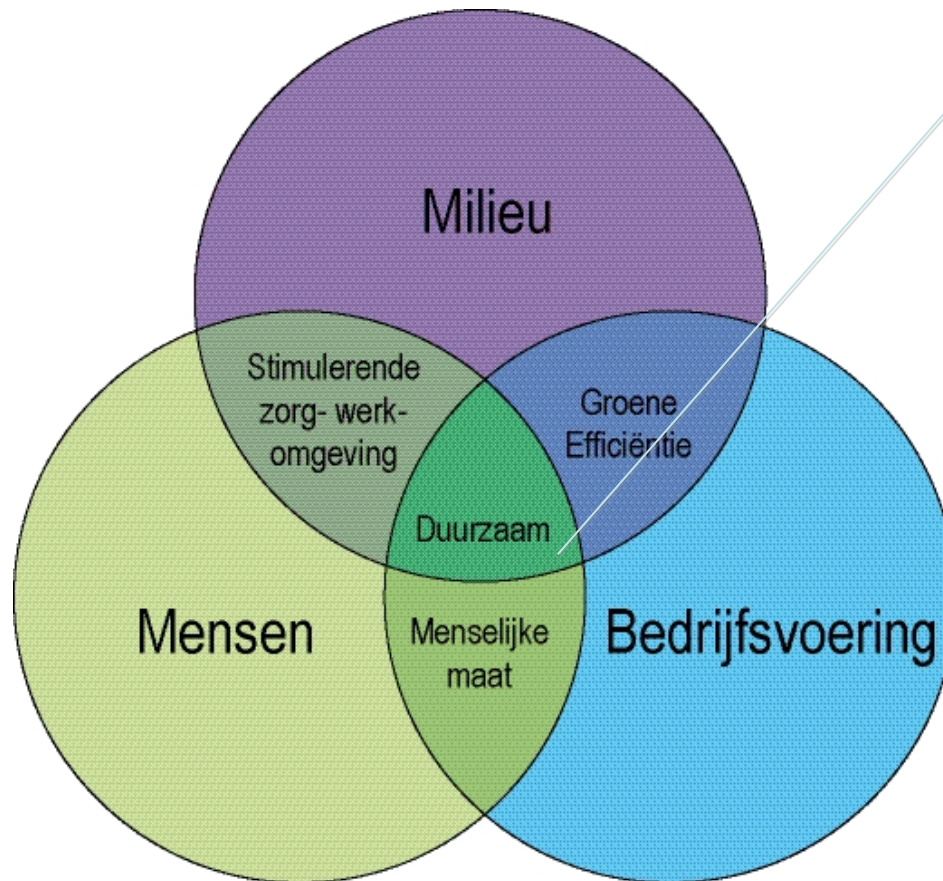 Milieu
Stimulerende
zorg- werk-
omgeving
Groene
Efficiëntie
Duurzaam
Mensen
Menselijke
maat
Bedrijfsvoering